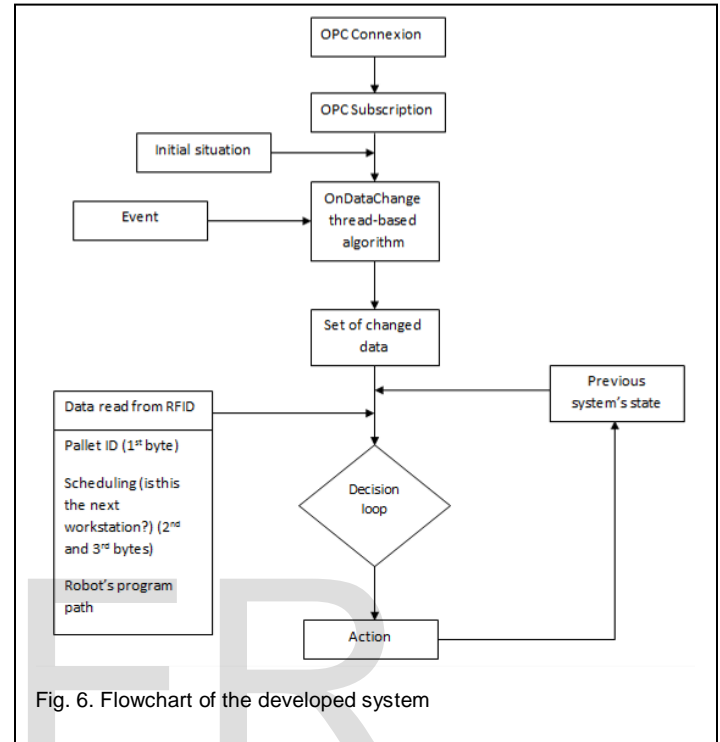 OPC Connexion
OPC Subscription
Initial situation
Event
OnDataChange
thread-based
algorithm
Set of changed
data
Previous
system's state
Data read from RFID
Pallet ID (1st byte)
Scheduling (is this
the next
workstation?) (2nd
and 3rd bytes)
Robot's program
path
Decision
loop
Action
ER
Fig. 6. Flowchart of the developed system